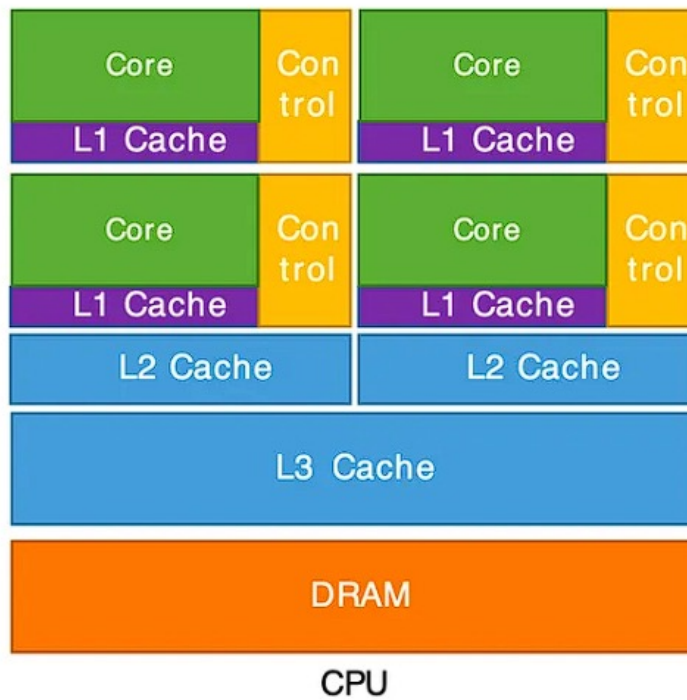 Core
Con
trol
L1 Cache
Core
Con
trol
L1 Cache
Core
Con
trol
L1 Cache
Core
Con
trol
L1 Cache
L2 Cache
L2 Cache
L3 Cache
DRAM
CPU